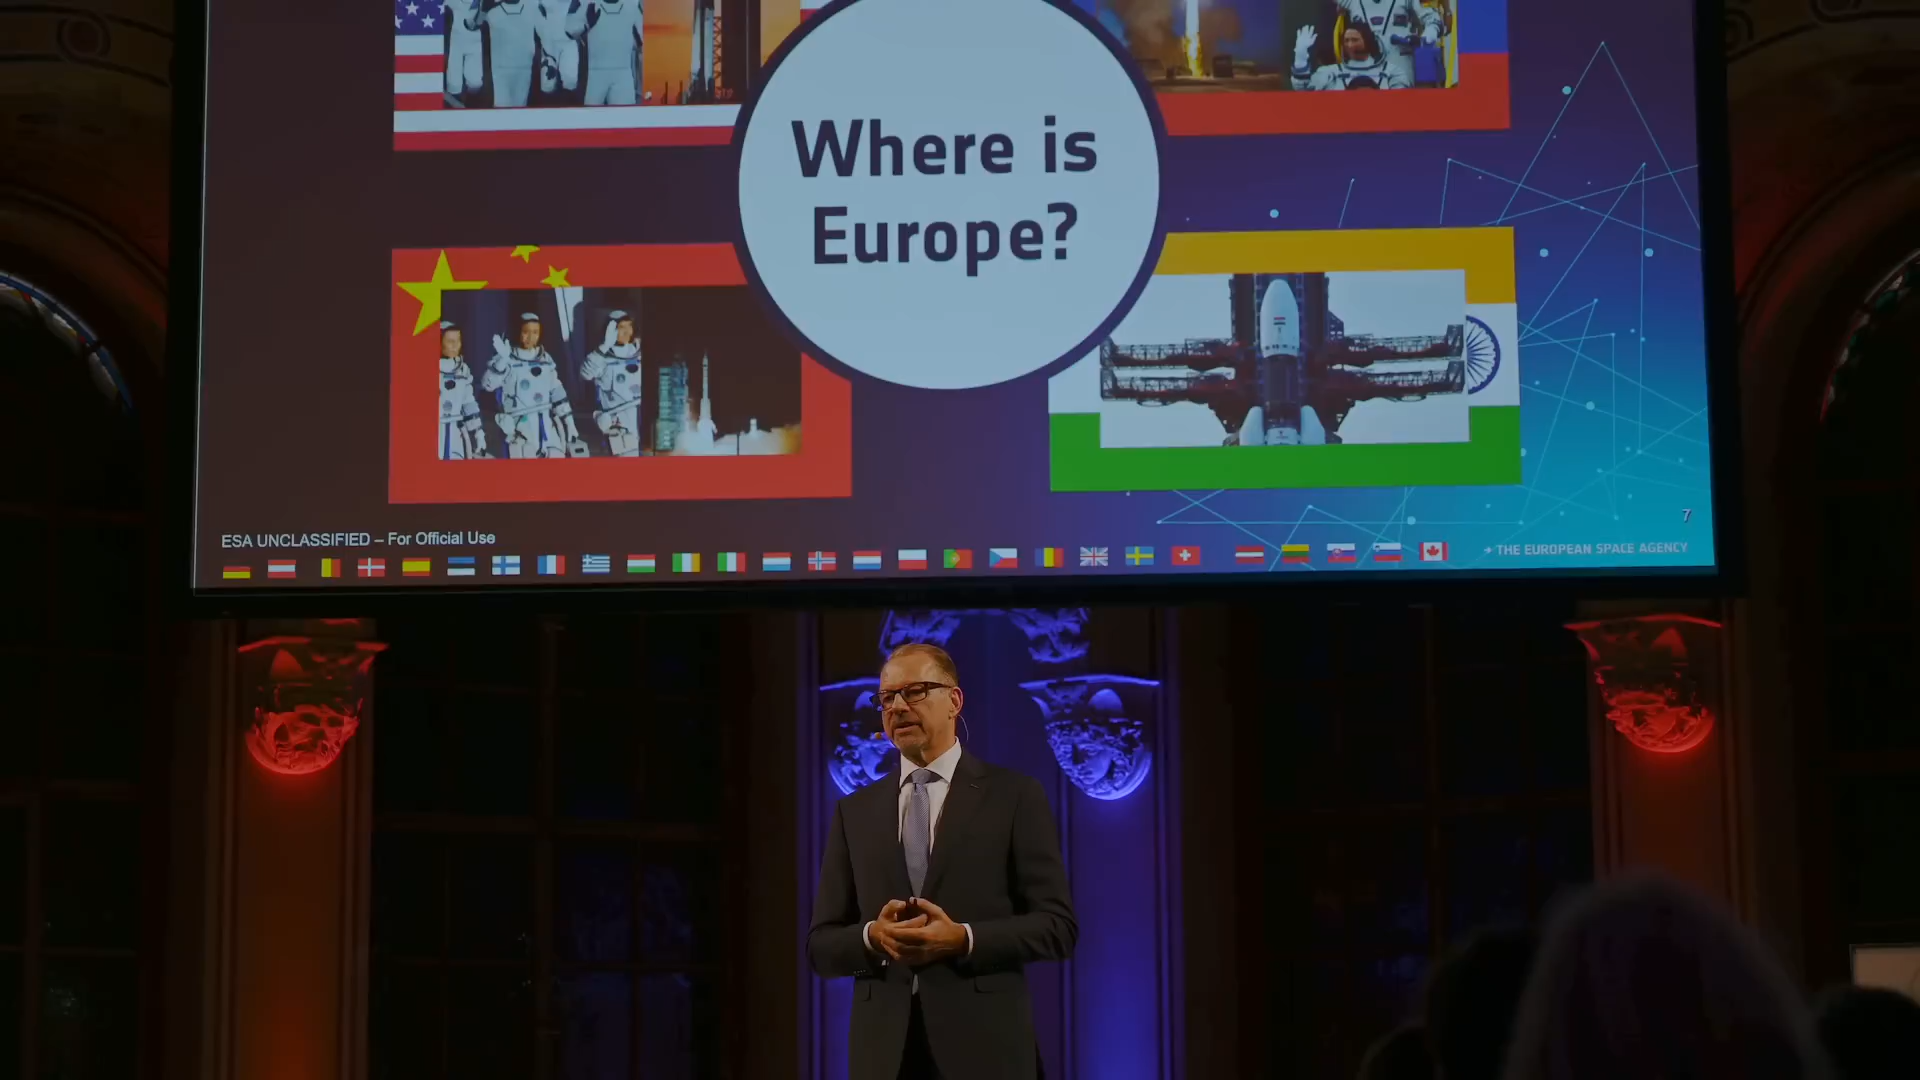 Where is
Europe?
7
ESA UNCLASSIFIED – For Official Use
→ THE EUROPEAN SPACE AGENCY